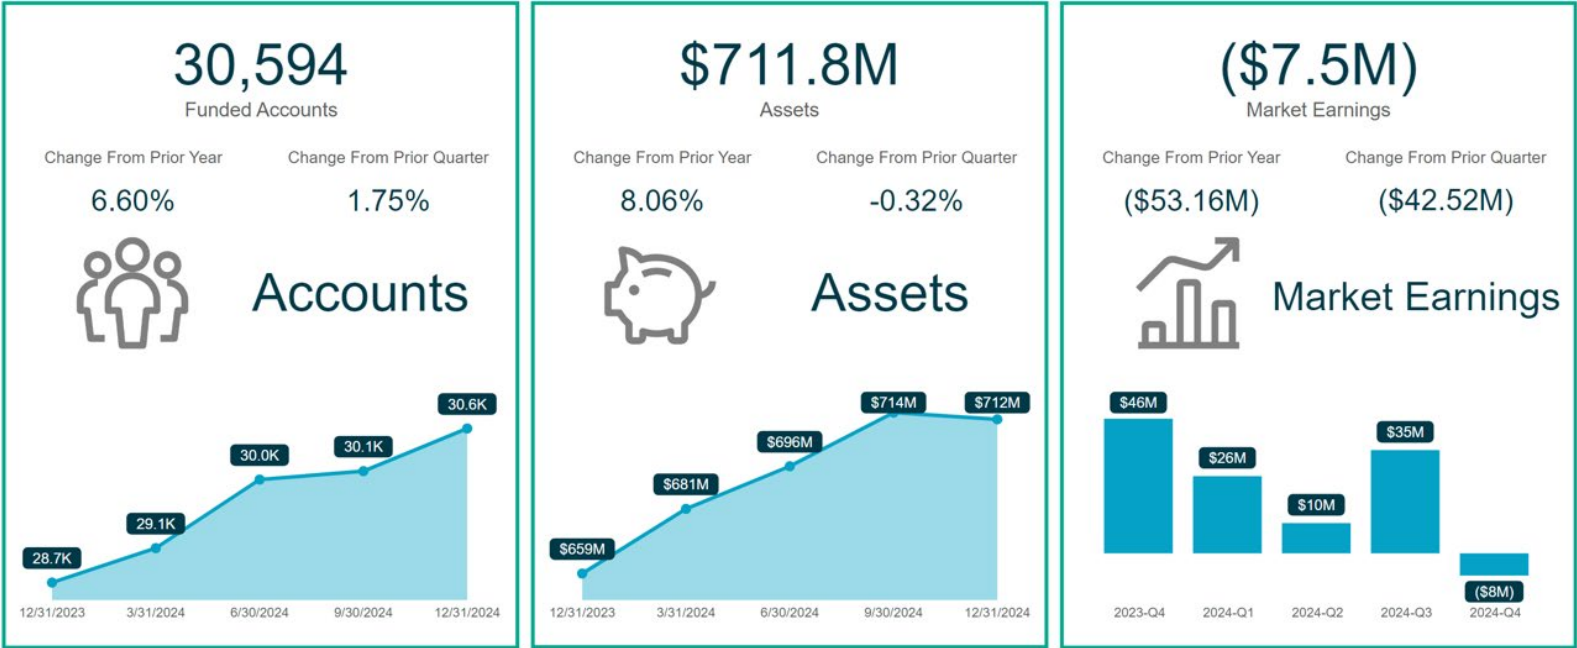 30,594
Funded Accounts
Change From Prior Year
Change From Prior Quarter
6.60%
1.75%
Accounts
30.6K
30.1K
30.0K
29.1K
28.7K
12/31/2023
3/31/2024
6/30/2024
9/30/2024
12/31/2024
$711.8M
Assets
Change From Prior Year
Change From Prior Quarter
8.06%
-0.32%
Assets
$714M
$712M
$696M
$681M
$659M
12/31/2023
3/31/2024
6/30/2024
9/30/2024
12/31/2024
($7.5M)
Market Earnings
Change From Prior Year
Change From Prior Quarter
($53.16M)
($42.52M)
Market Earnings
$46M
$35M
$26M
$10M
($8M)
2023-Q4
2024-Q1
2024-Q2
2024-Q3
2024-Q4